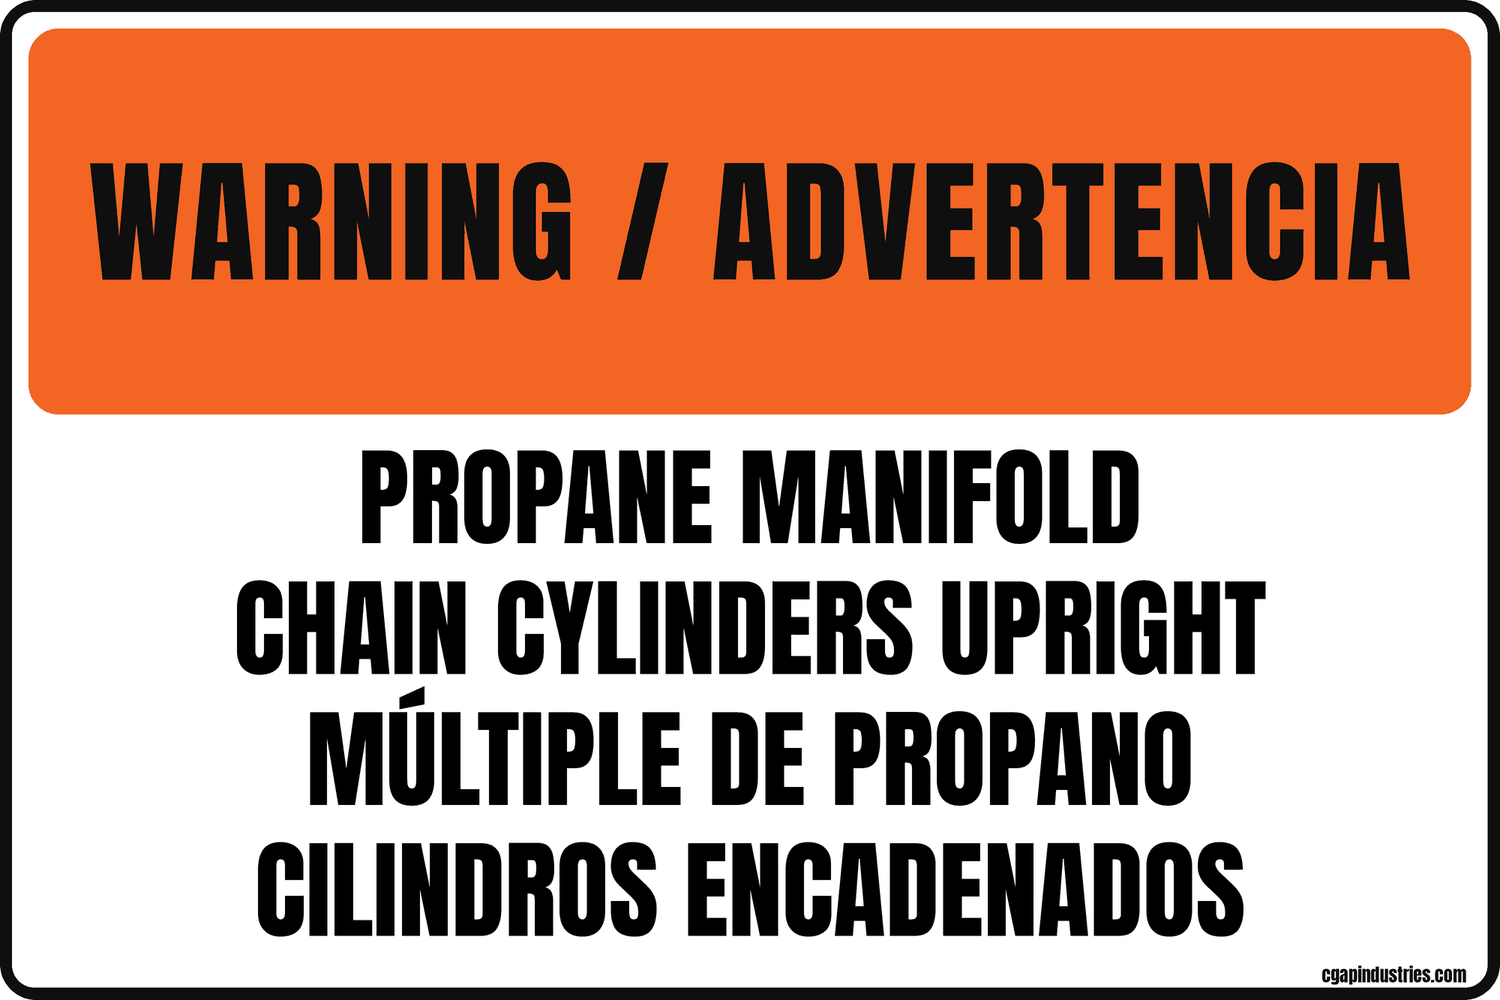 WARNING / ADVERTENCIA
PROPANE MANIFOLD
CHAIN CYLINDERS UPRIGHT
MÚLTIPLE DE PROPANO
CILINDROS ENCADENADOS
cgapindustries.com